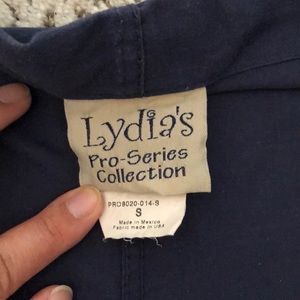 Lydia's
Pro-Series
Collection
PRO8020-014-S
S
Made in Mexico
Fabric made in USA